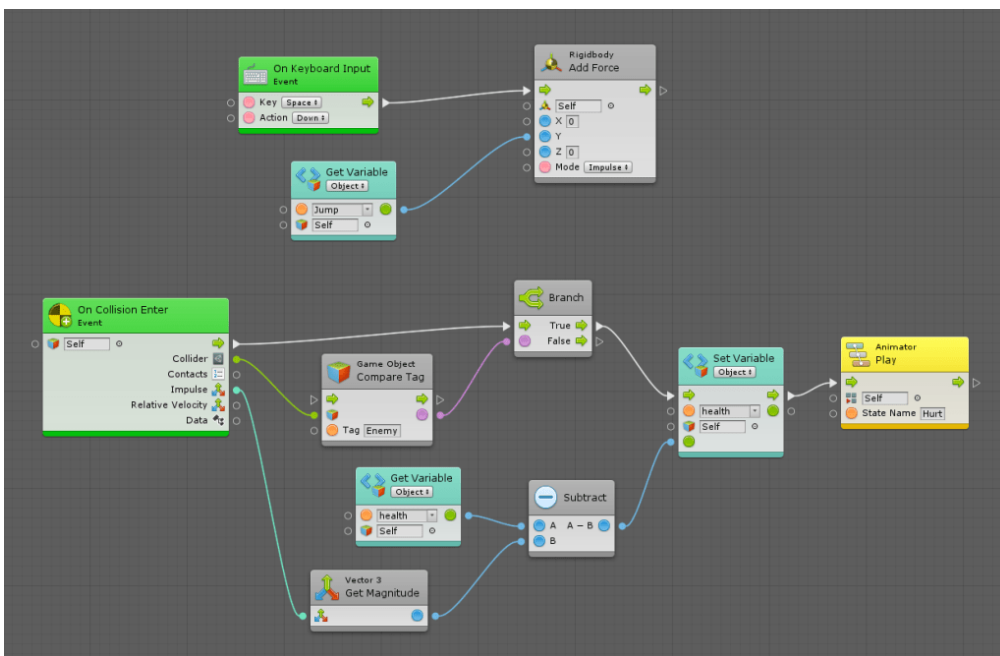 On Keyboard Input
Event
Key Space
Action Down
Rigidbody
Add Force
Self
X 0
Y
Z 0
Mode Impulse
Get Variable
Object
Jump
Self
On Collision Enter
Event
Self
Collider
Contacts
Impulse
Relative Velocity
Data
Game Object
Compare Tag
Tag Enemy
Branch
True
False
Get Variable
Object
health
Self
Vector 3
Get Magnitude
Subtract
A A – B
B
Set Variable
Object
health
Self
Animator
Play
Self
State Name Hurt